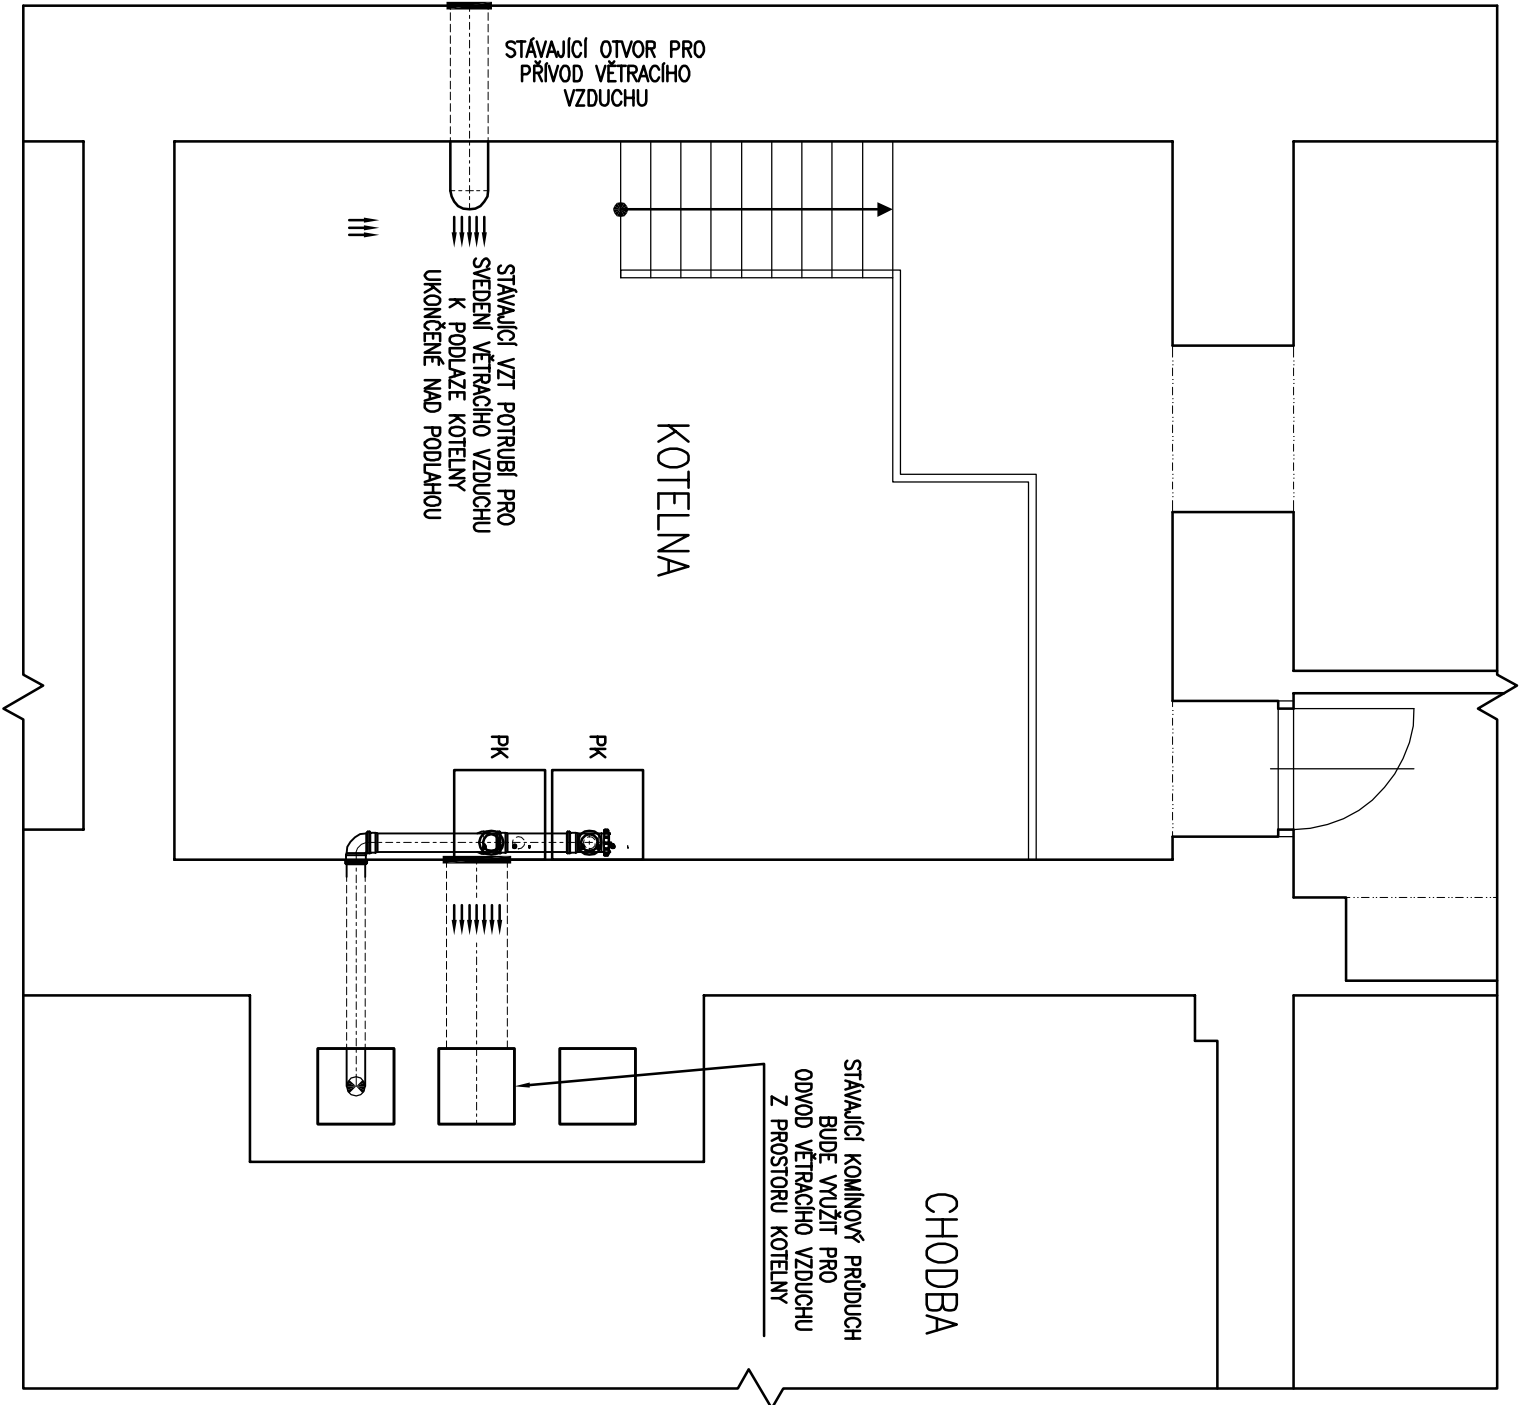 STÁVAJÍCÍ OTVOR PRO
PŘÍVOD VĚTRACÍHO
VZDUCHU
STÁVAJÍCÍ VZT POTRUBÍ PRO
SVEDENÍ VĚTRACÍHO VZDUCHU
K PODLAZE KOTELNY
UKONČENÉ NAD PODLAHOU
KOTELNA
PK
PK
STÁVAJÍCÍ KOMÍNOVÝ PRŮDUCH
BUDE VYUŽIT PRO
ODVOD VĚTRACÍHO VZDUCHU
Z PROSTORU KOTELNY
CHODBA